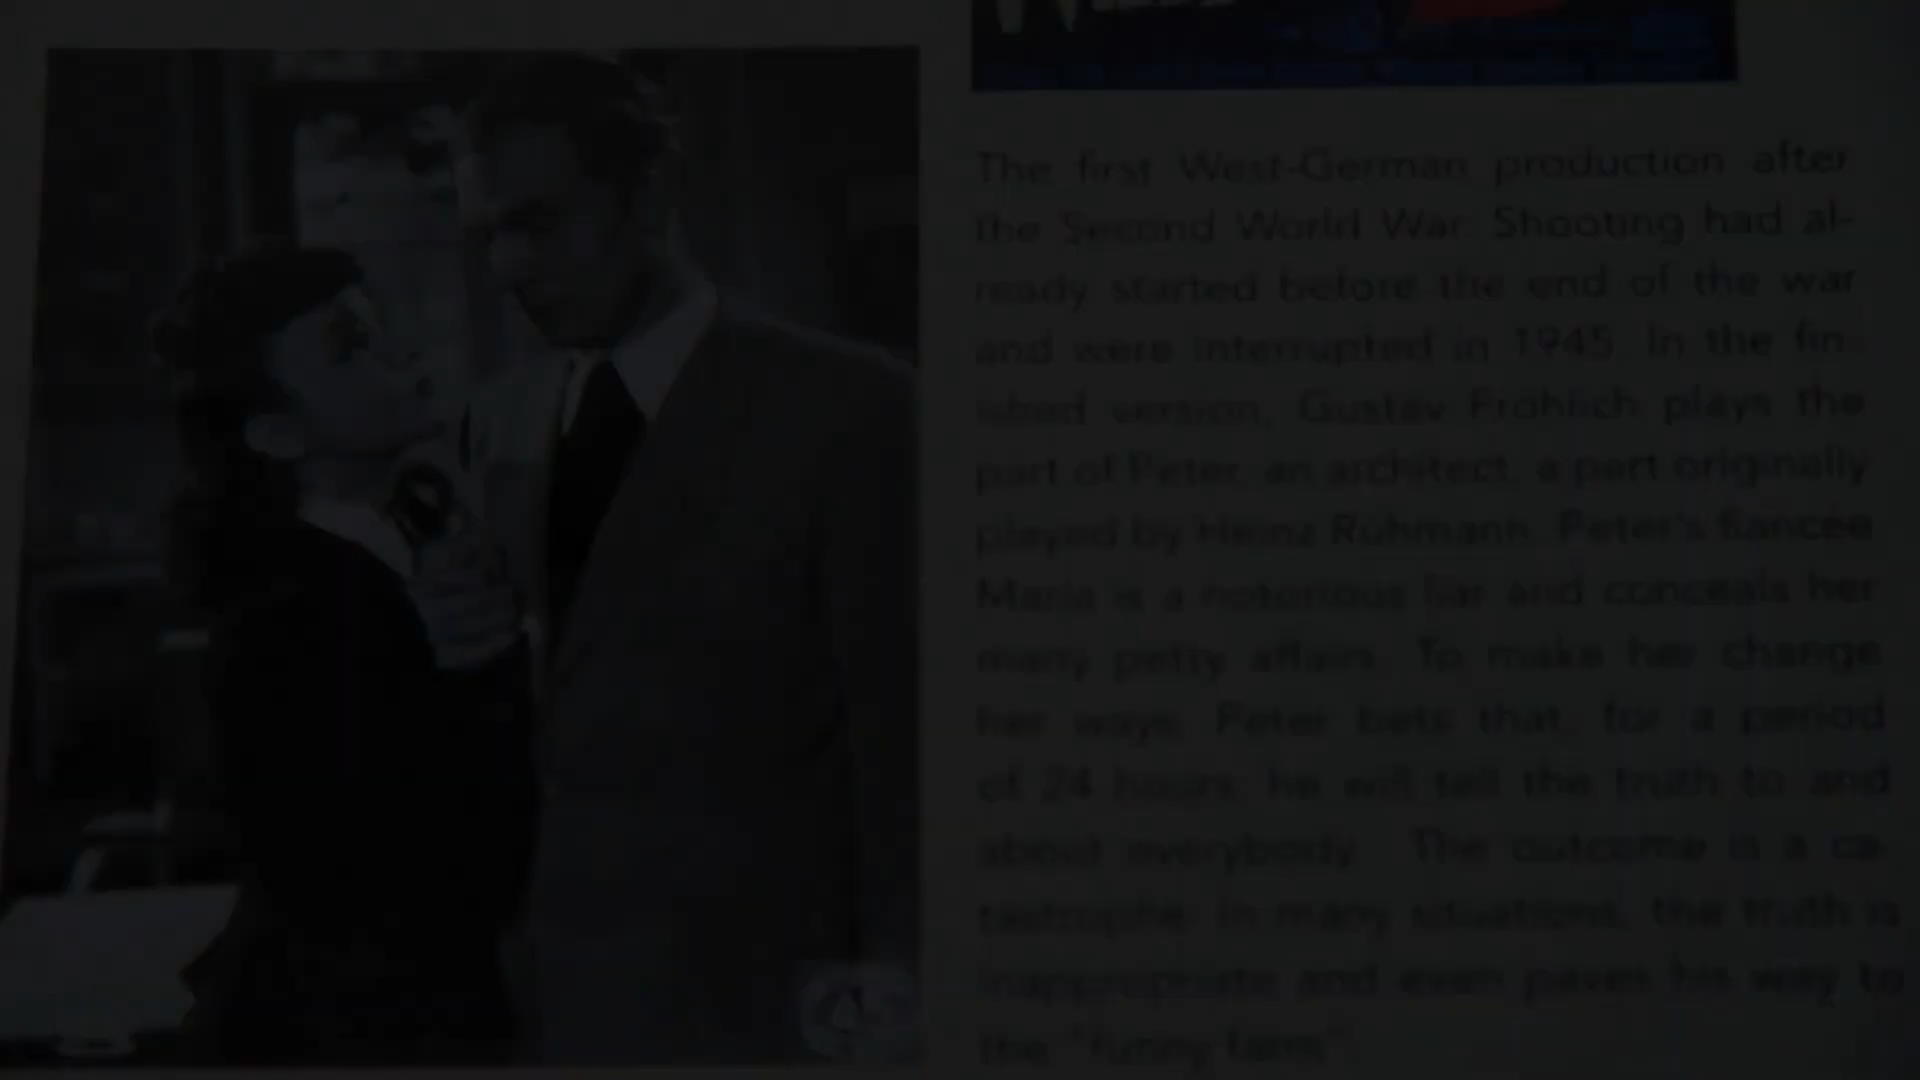 The first West-German production after
the Second World War. Shooting had al-
ready started before the end of the war
and were interrupted in 1945. In the fin-
ished version, Gustav Fröhlich plays the
part of Peter, an architect, a part originally
played by Heinz Rühmann. Peter's fiancée
Maria is a notorious liar and conceals her
many petty affairs. To make her change
her ways, Peter bets that, for a period
of 24 hours, he will tell the truth to and
about everybody. The outcome is a ca-
tastrophe. In many situations, the truth is
inappropriate and even paves his way to
the "funny farm".